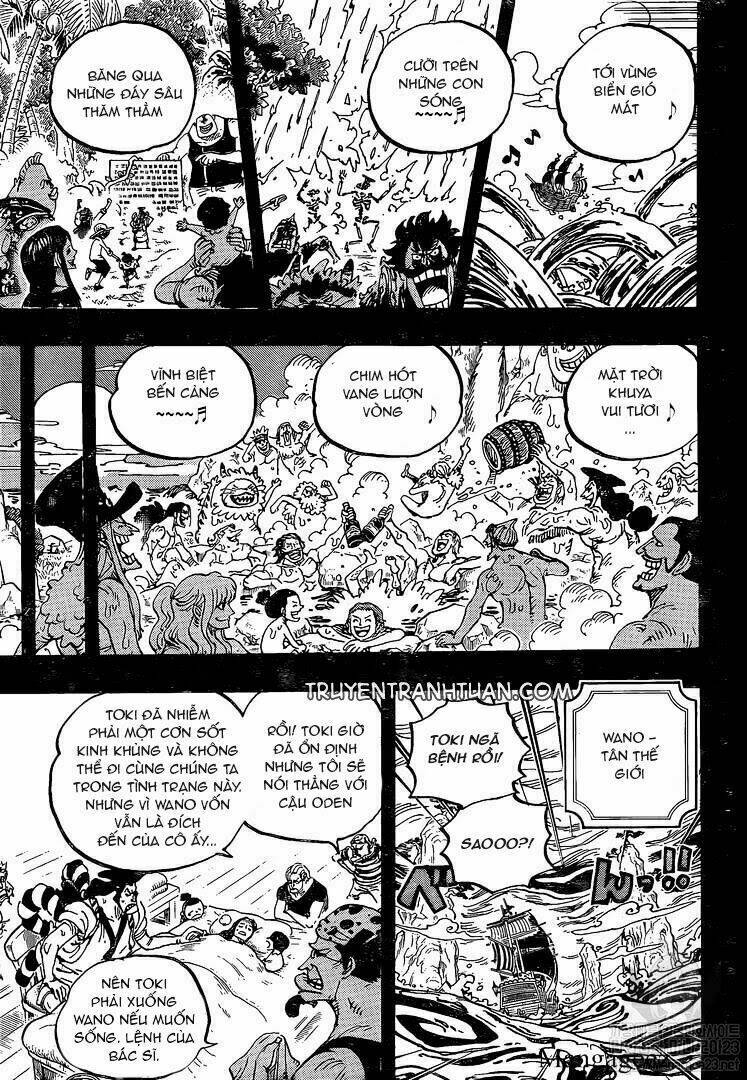 TỚI VÙNG
BIỂN GIÓ
MÁT ♪
CƯỠI TRÊN
NHỮNG CON
SÓNG
~~~~♬
BĂNG QUA
NHỮNG ĐÁY SÂU
THĂM THẲM
MẶT TRỜI
KHUYA
VUI TƯƠI ♪
...
CHIM HÓT
VANG LƯỢN
VÒNG ♪
VĨNH BIỆT
BẾN CẢNG
~~~~♬
TRUYENTRANHTUAN.COM
WANO -
TÂN THẾ
GIỚI
TOKI NGÃ
BỆNH RỒI!
SAOOO?!
RỒI! TOKI GIỜ
ĐÃ ỔN ĐỊNH
NHƯNG TÔI SẼ
NÓI THẲNG VỚI
CẬU ODEN
TOKI ĐÃ NHIỄM
PHẢI MỘT CƠN SỐT
KINH KHỦNG VÀ KHÔNG
THỂ ĐI CÙNG CHÚNG TA
TRONG TÌNH TRẠNG NÀY.
NHƯNG VÌ WANO VỐN
VẪN LÀ ĐÍCH
ĐẾN CỦA CÔ ẤY...
NÊN TOKI
PHẢI XUỐNG
WANO NẾU MUỐN
SỐNG. LỆNH CỦA
BÁC SĨ.